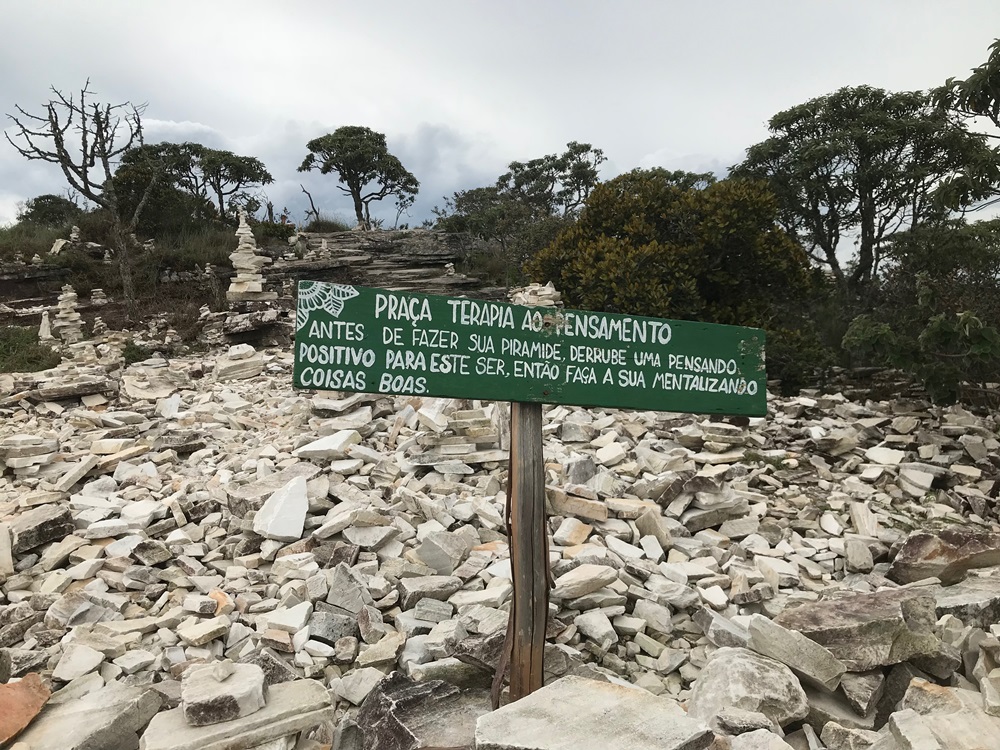 PRAÇA TERAPIA AO PENSAMENTO
ANTES DE FAZER SUA PIRAMIDE, DERRUBE UMA PENSANDO
POSITIVO PARA ESTE SER, ENTÃO FAÇA A SUA MENTALIZANDO
COISAS BOAS.